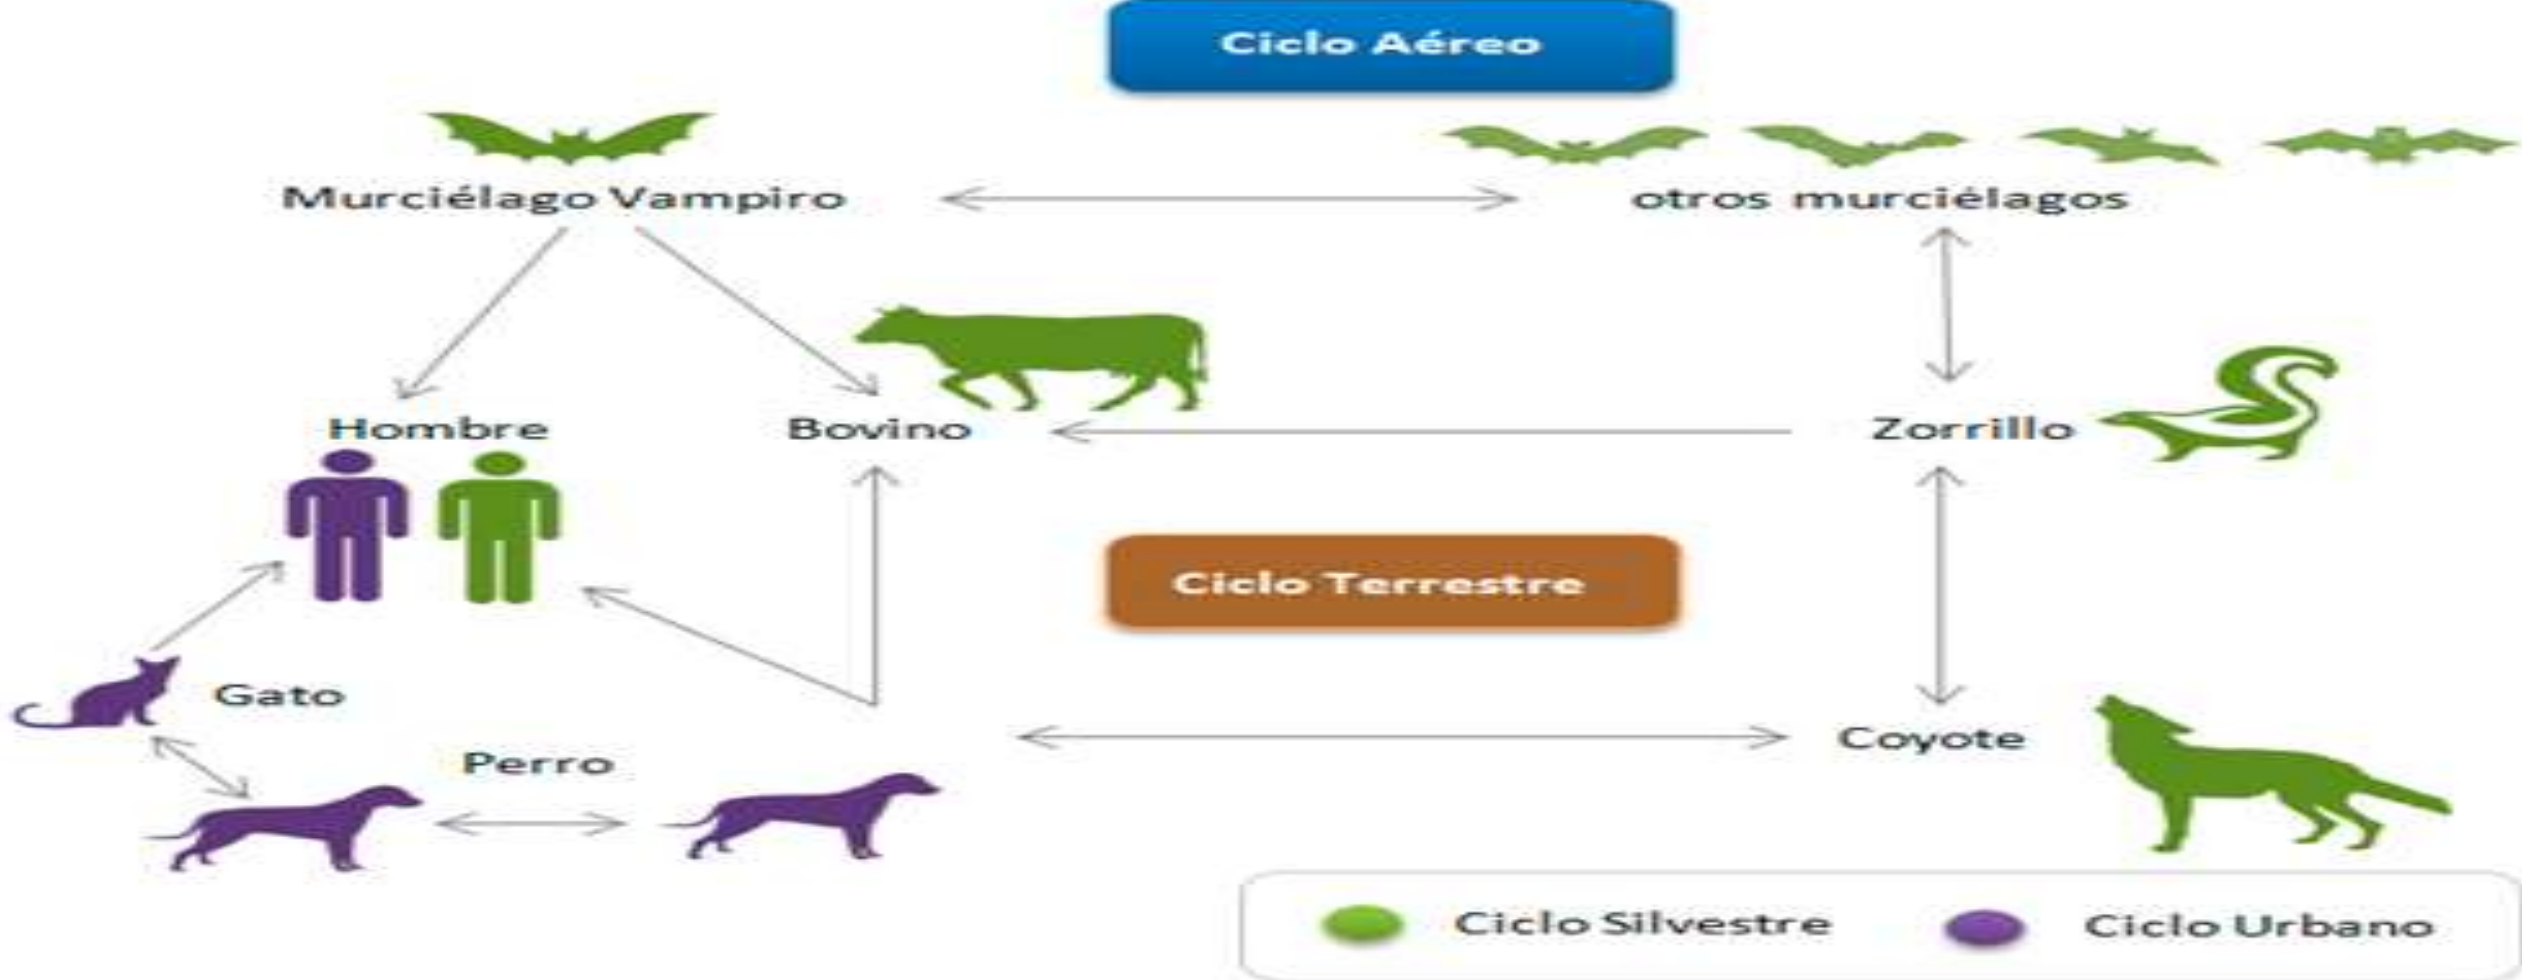 Ciclo Aéreo
Murciélago Vampiro
otros murciélagos
Hombre
Bovino
Zorrillo
Ciclo Terrestre
Gato
Perro
Coyote
Ciclo Silvestre
Ciclo Urbano